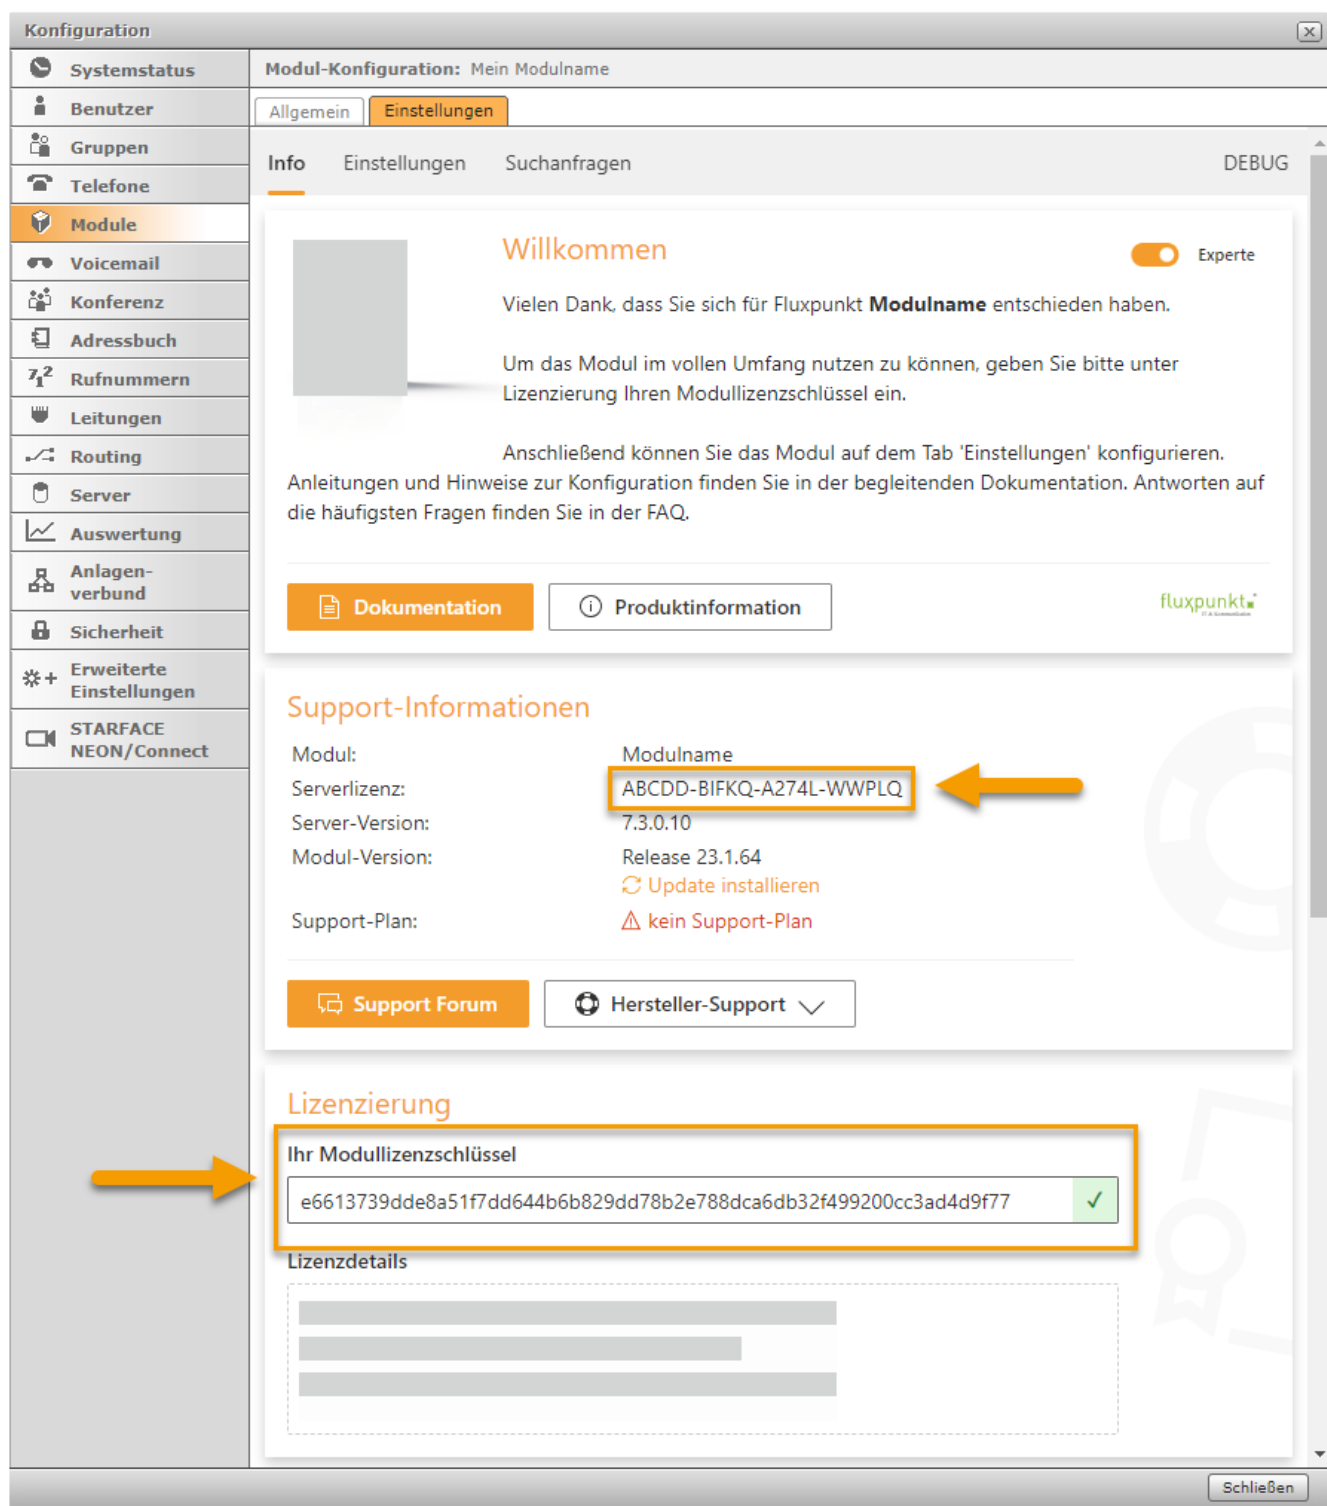 Konfiguration
Systemstatus
Benutzer
Gruppen
Telefone
Module
Voicemail
Konferenz
Adressbuch
Rufnummern
Leitungen
Routing
Server
Auswertung
Anlagen-
verbund
Sicherheit
Erweiterte
Einstellungen
STARFACE
NEON/Connect
Modul-Konfiguration: Mein Modulname
Allgemein Einstellungen
Info Einstellungen Suchanfragen DEBUG
Willkommen
Experte
Vielen Dank, dass Sie sich für Fluxpunkt Modulname entschieden haben.
Um das Modul im vollen Umfang nutzen zu können, geben Sie bitte unter
Lizenzierung Ihren Modullizenzschlüssel ein.
Anschließend können Sie das Modul auf dem Tab 'Einstellungen' konfigurieren.
Anleitungen und Hinweise zur Konfiguration finden Sie in der begleitenden Dokumentation. Antworten auf
die häufigsten Fragen finden Sie in der FAQ.
Dokumentation Produktinformation
fluxpunkt
IT & Kommunikation
Support-Informationen
Modul: Modulname
Serverlizenz: ABCDD-BIFKQ-A274L-WWPLQ
Server-Version: 7.3.0.10
Modul-Version: Release 23.1.64
Update installieren
Support-Plan: kein Support-Plan
Support Forum Hersteller-Support
Lizenzierung
Ihr Modullizenzschlüssel
e6613739dde8a51f7dd644b6b829dd78b2e788dca6db32f499200cc3ad4d9f77
Lizenzdetails
Schließen